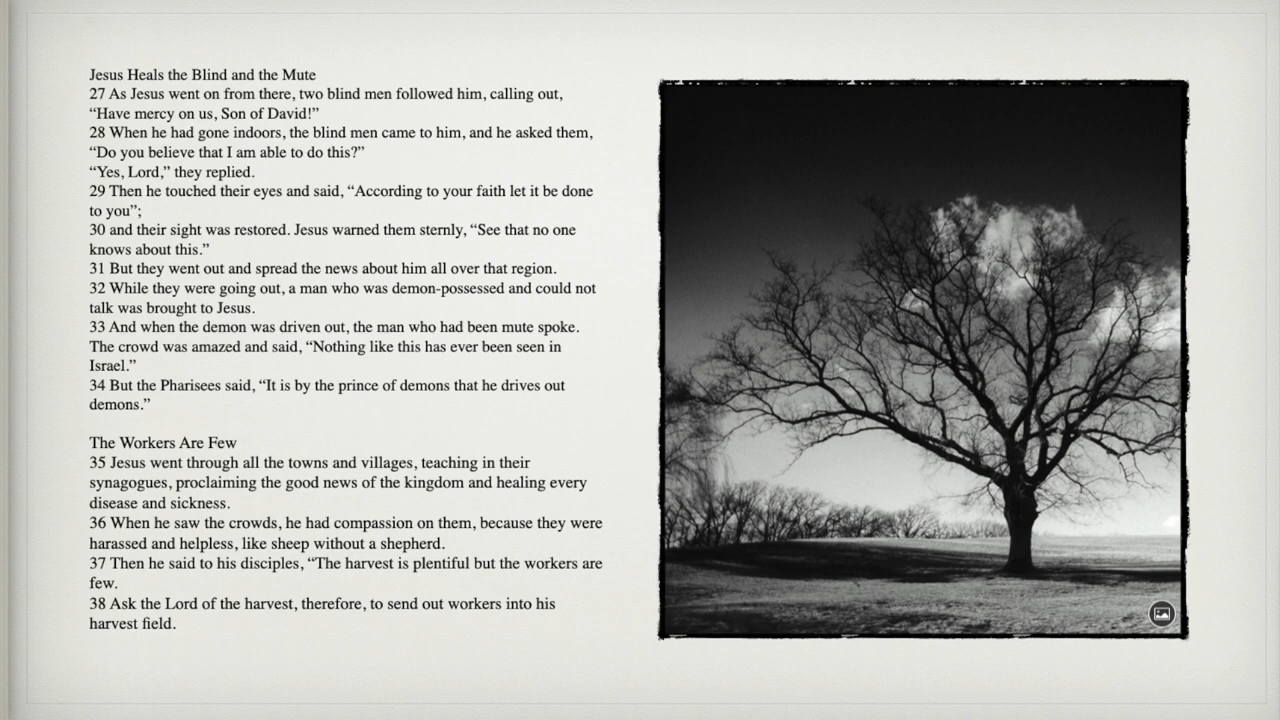 Jesus Heals the Blind and the Mute
27 As Jesus went on from there, two blind men followed him, calling out,
“Have mercy on us, Son of David!”
28 When he had gone indoors, the blind men came to him, and he asked them,
“Do you believe that I am able to do this?”
“Yes, Lord,” they replied.
29 Then he touched their eyes and said, “According to your faith let it be done
to you”;
30 and their sight was restored. Jesus warned them sternly, “See that no one
knows about this.”
31 But they went out and spread the news about him all over that region.
32 While they were going out, a man who was demon-possessed and could not
talk was brought to Jesus.
33 And when the demon was driven out, the man who had been mute spoke.
The crowd was amazed and said, “Nothing like this has ever been seen in
Israel.”
34 But the Pharisees said, “It is by the prince of demons that he drives out
demons.”
The Workers Are Few
35 Jesus went through all the towns and villages, teaching in their
synagogues, proclaiming the good news of the kingdom and healing every
disease and sickness.
36 When he saw the crowds, he had compassion on them, because they were
harassed and helpless, like sheep without a shepherd.
37 Then he said to his disciples, “The harvest is plentiful but the workers are
few.
38 Ask the Lord of the harvest, therefore, to send out workers into his
harvest field.